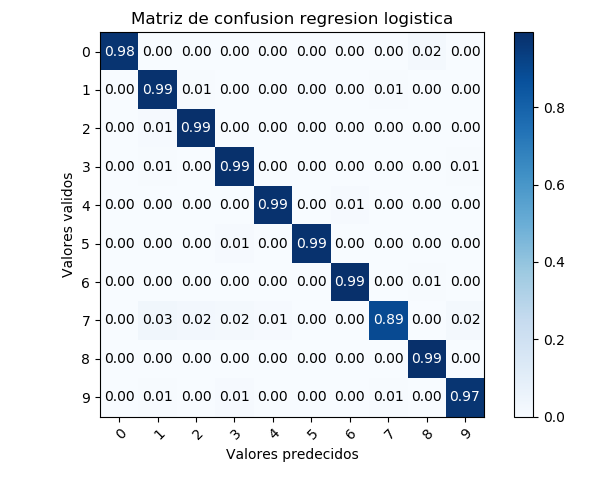 Matriz de confusion regresion logistica
0 0.98 0.00 0.00 0.00 0.00 0.00 0.00 0.00 0.02 0.00
1 0.00 0.99 0.01 0.00 0.00 0.00 0.00 0.01 0.00 0.00
2 0.00 0.01 0.99 0.00 0.00 0.00 0.00 0.00 0.00 0.00
3 0.00 0.01 0.00 0.99 0.00 0.00 0.00 0.00 0.00 0.01
4 0.00 0.00 0.00 0.00 0.99 0.00 0.01 0.00 0.00 0.00
5 0.00 0.00 0.00 0.01 0.00 0.99 0.00 0.00 0.00 0.00
6 0.00 0.00 0.00 0.00 0.00 0.00 0.99 0.00 0.01 0.00
7 0.00 0.03 0.02 0.02 0.01 0.00 0.00 0.89 0.00 0.02
8 0.00 0.00 0.00 0.00 0.00 0.00 0.00 0.00 0.99 0.00
9 0.00 0.01 0.00 0.01 0.00 0.00 0.00 0.01 0.00 0.97
0 1 2 3 4 5 6 7 8 9
Valores predecidos
Valores validos
0.8
0.6
0.4
0.2
0.0